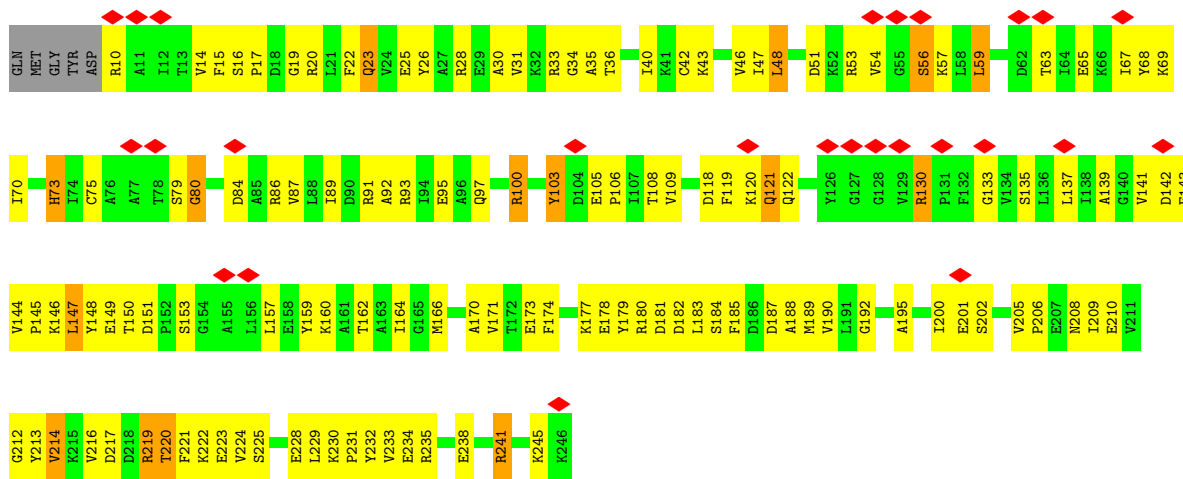 GLN MET GLY TYR ASP R10 A11 I12 T13 V14 F15 S16 P17 D18 G19 R20 L21 F22 Q23 V24 E25 Y26 A27 R28 E29 A30 V31 K32 R33 G34 A35 T36 I40 K41 C42 K43 V46 I47 L48 D51 K52 R53 V54 G55 S56 K57 L58 L59 D62 T63 I64 E65 K66 I67 Y68 K69
I70 H73 I74 C75 A76 A77 T78 S79 G80 D84 A85 R86 V87 L88 I89 D90 R91 A92 R93 I94 E95 A96 Q97 R100 Y103 D104 E105 P106 I107 T108 V109 D118 F119 K120 Q121 Q122 Y126 G127 G128 V129 R130 P131 F132 G133 V134 S135 L136 L137 I138 A139 G140 V141 D142
V144 P145 K146 L147 Y148 E149 T150 D151 P152 S153 G154 A155 L156 L157 E158 Y159 K160 A161 T162 A163 I164 G165 M166 A170 V171 T172 F174 K177 E178 Y179 R180 D181 D182 L183 S184 F185 D186 D187 A188 M189 V190 L191 G192 A195 I200 E201 S202 V205 P206 E207 N208 I209 E210 V211
G212 Y213 V214 K215 V216 D217 D218 R219 T220 F221 K222 E223 V224 S225 E228 L229 K230 P231 Y232 V233 E234 R235 E238 R241 K245 K246